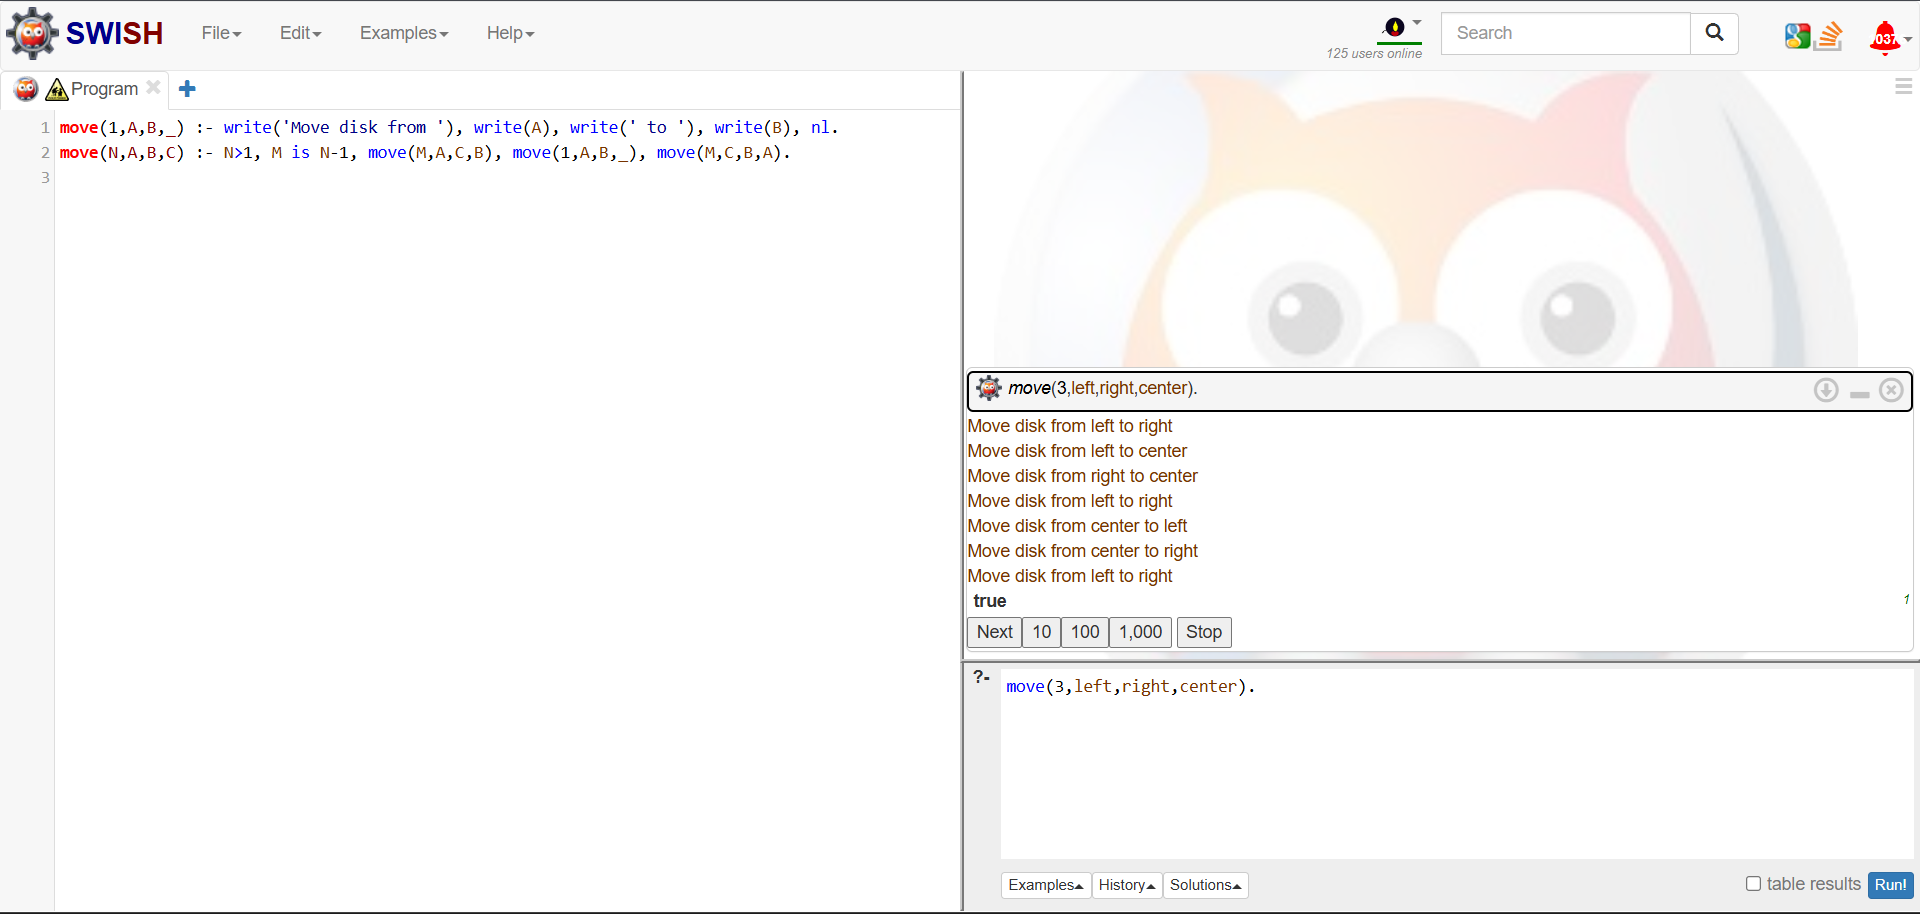 SWISH File Edit Examples Help 125 users online Search 037
Program
1 move(1,A,B,_) :- write('Move disk from '), write(A), write(' to '), write(B), nl.
2 move(N,A,B,C) :- N>1, M is N-1, move(M,A,C,B), move(1,A,B,_), move(M,C,B,A).
3
move(3,left,right,center).
Move disk from left to right
Move disk from left to center
Move disk from right to center
Move disk from left to right
Move disk from center to left
Move disk from center to right
Move disk from left to right
true 1
Next 10 100 1,000 Stop
?- move(3,left,right,center).
Examples History Solutions table results Run!